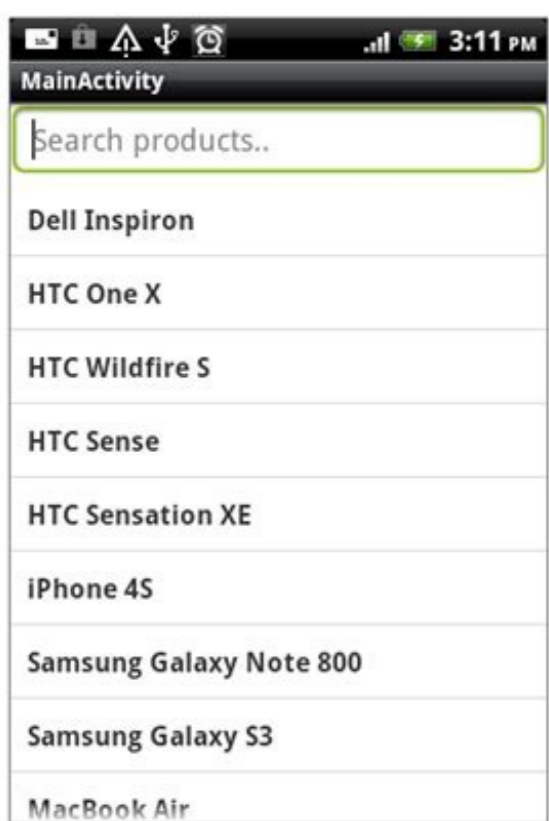 3:11 PM
MainActivity
Search products..
Dell Inspiron
HTC One X
HTC Wildfire S
HTC Sense
HTC Sensation XE
iPhone 4S
Samsung Galaxy Note 800
Samsung Galaxy S3
MacBook Air